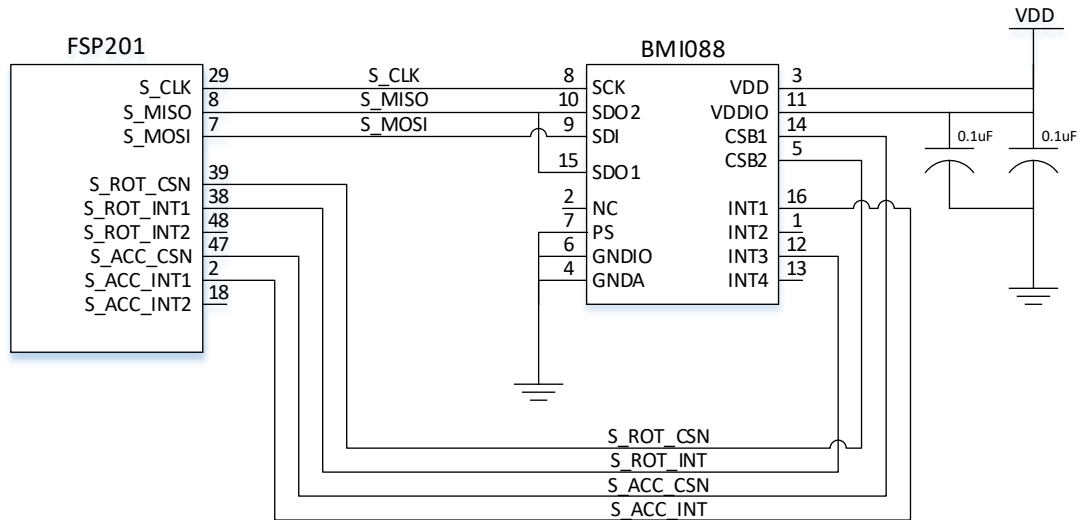 VDD
FSP201
BMI088
S_CLK 29 S_CLK 8 SCK VDD 3
S_MISO 8 S_MISO 10 SDO2 VDDIO 11
S_MOSI 7 S_MOSI 9 SDI CSB1 14 0.1uF 0.1uF
CSB2 5
15 SDO1
S_ROT_CSN 39
S_ROT_INT1 38 2 NC INT1 16
S_ROT_INT2 48 7 PS INT2 1
S_ACC_CSN 47 6 GNDIO INT3 12
S_ACC_INT1 2 4 GNDA INT4 13
S_ACC_INT2 18
S_ROT_CSN
S_ROT_INT
S_ACC_CSN
S_ACC_INT